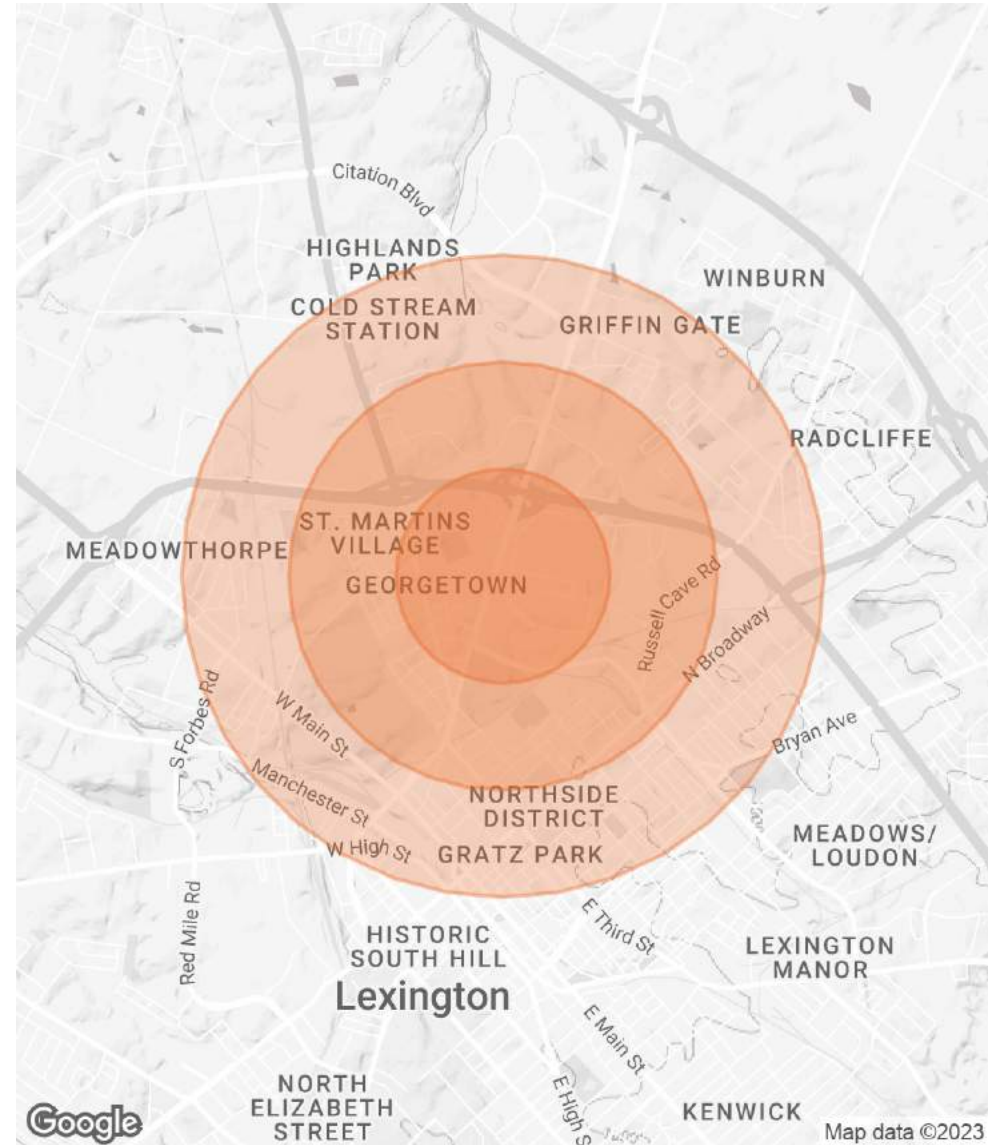 Citation Blvd
HIGHLANDS
PARK
WINBURN
COLD STREAM
STATION
GRIFFIN GATE
RADCLIFFE
ST. MARTINS
VILLAGE
MEADOWTHORPE
GEORGETOWN
Russell Cave Rd
N Broadway
S Forbes Rd
W Main St
Bryan Ave
Manchester St
NORTHSIDE
DISTRICT
W High St
GRATZ PARK
MEADOWS/
LOUDON
Red Mile Rd
E Third St
HISTORIC
SOUTH HILL
LEXINGTON
MANOR
Lexington
E Main St
NORTH
ELIZABETH
STREET
E High S
KENWICK
Google
Map data ©2023